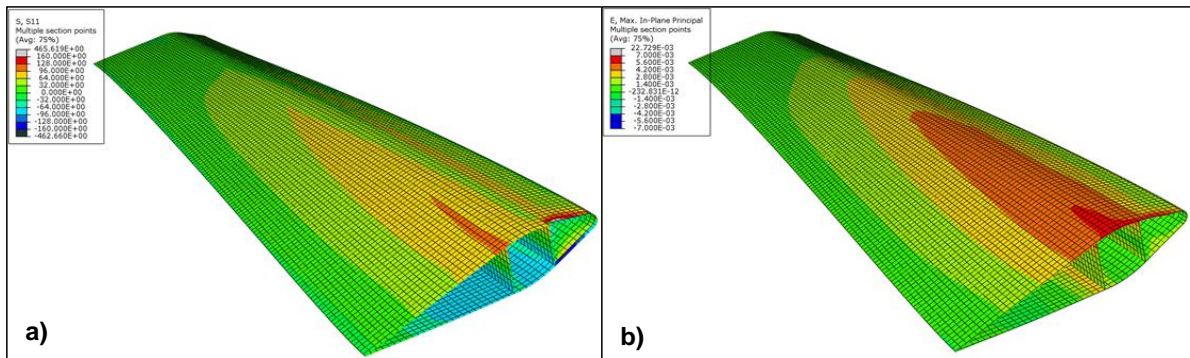 S, S11
Multiple section points
(Avg: 75%)
465.619E+00
160.000E+00
128.000E+00
96.000E+00
64.000E+00
32.000E+00
0.000E+00
-32.000E+00
-64.000E+00
-96.000E+00
-128.000E+00
-160.000E+00
-462.660E+00
a)
E, Max. In-Plane Principal
Multiple section points
(Avg: 75%)
22.729E-03
7.000E-03
5.600E-03
4.200E-03
2.800E-03
1.400E-03
-232.831E-12
-1.400E-03
-2.800E-03
-4.200E-03
-5.600E-03
-7.000E-03
b)